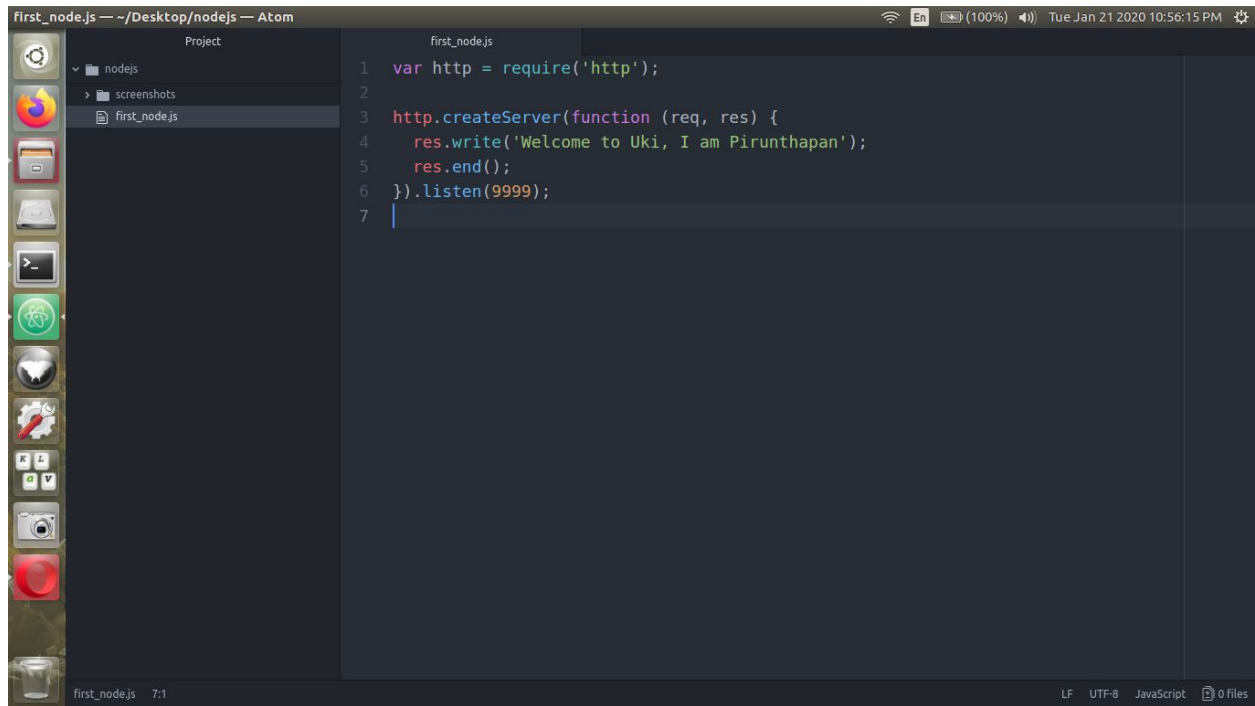 first_node.js — ~/Desktop/nodejs — Atom
En (100%) Tue Jan 21 2020 10:56:15 PM
Project
first_node.js
nodejs
screenshots
first_node.js
1 var http = require('http');
2
3 http.createServer(function (req, res) {
4 res.write('Welcome to Uki, I am Pirunthapan');
5 res.end();
6 }).listen(9999);
7
>_
K L
a v
first_node.js 7:1
LF UTF-8 JavaScript 0 files